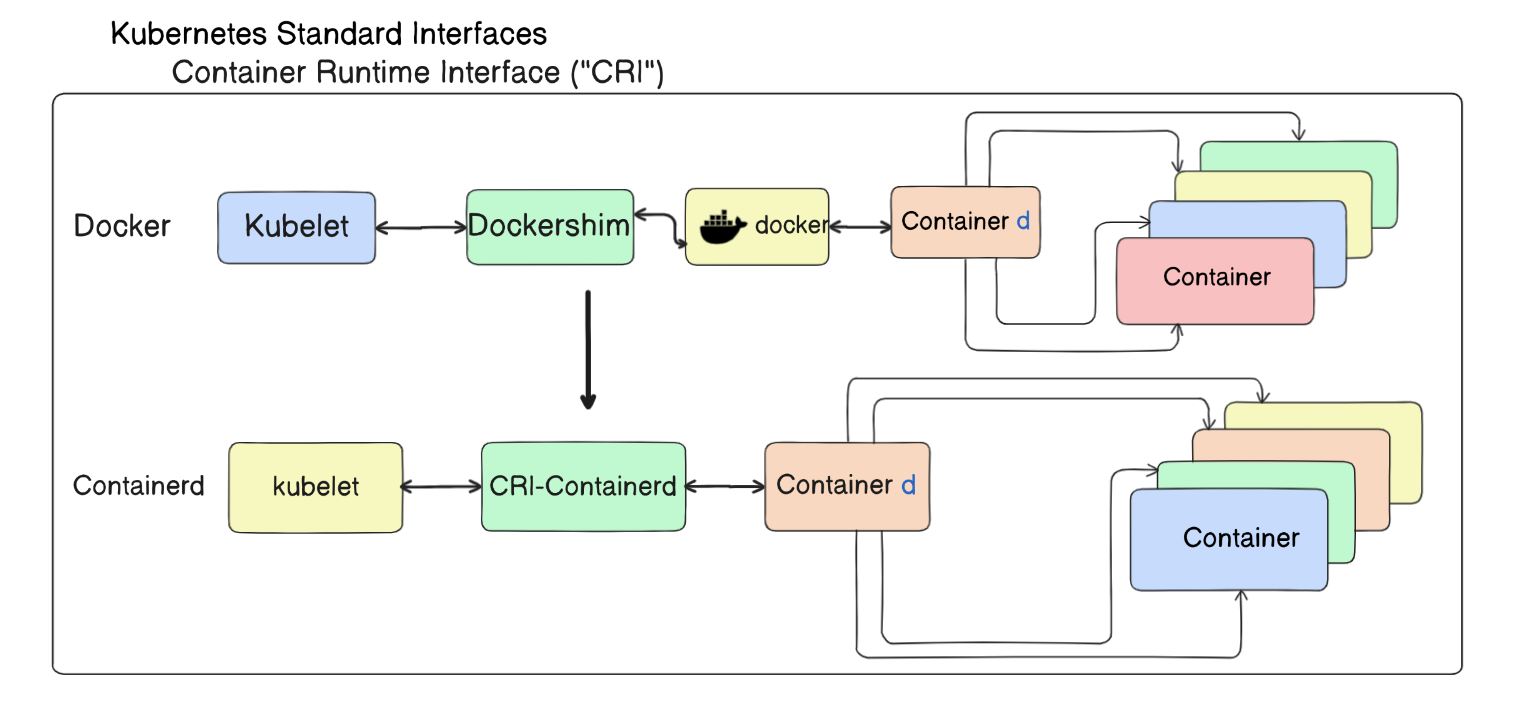 Kubernetes Standard Interfaces
Container Runtime Interface ("CRI")
Docker
Kubelet
Dockershim
docker
Container d
Container
Containerd
kubelet
CRI-Containerd
Container d
Container